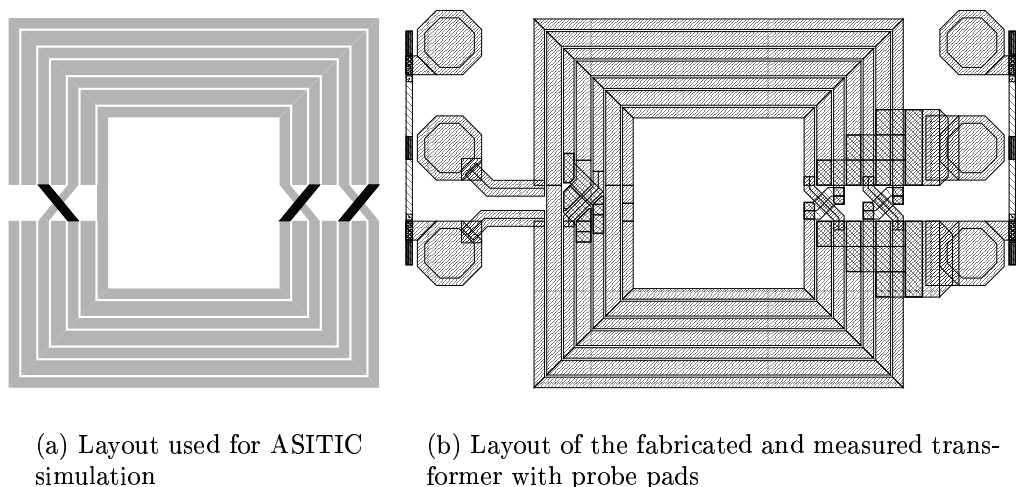 (a) Layout used for ASITIC
simulation
(b) Layout of the fabricated and measured trans-
former with probe pads